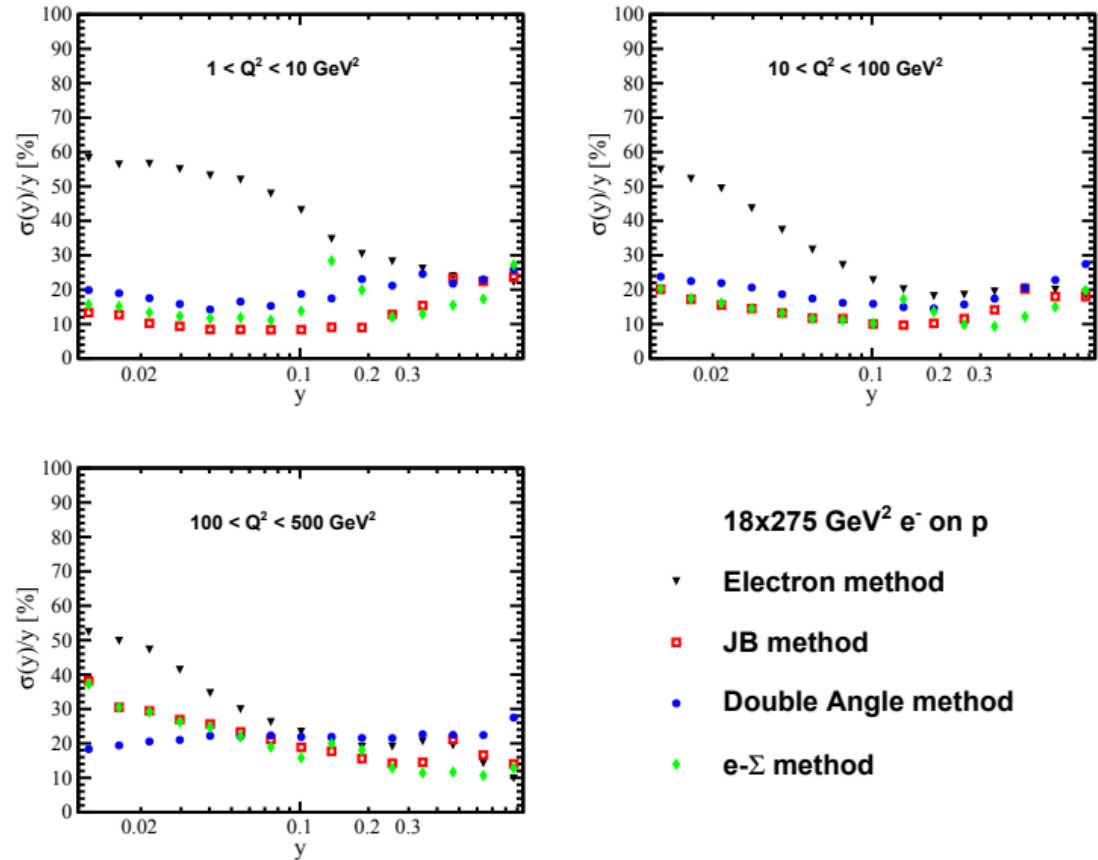 100
90
80
70
60
50
40
30
20
10
0
σ(y)/y [%]
1 < Q² < 10 GeV²
0.02 0.1 0.2 0.3
y
100
90
80
70
60
50
40
30
20
10
0
σ(y)/y [%]
10 < Q² < 100 GeV²
0.02 0.1 0.2 0.3
y
100
90
80
70
60
50
40
30
20
10
0
σ(y)/y [%]
100 < Q² < 500 GeV²
0.02 0.1 0.2 0.3
y
18x275 GeV² e⁻ on p
Electron method
JB method
Double Angle method
e-Σ method